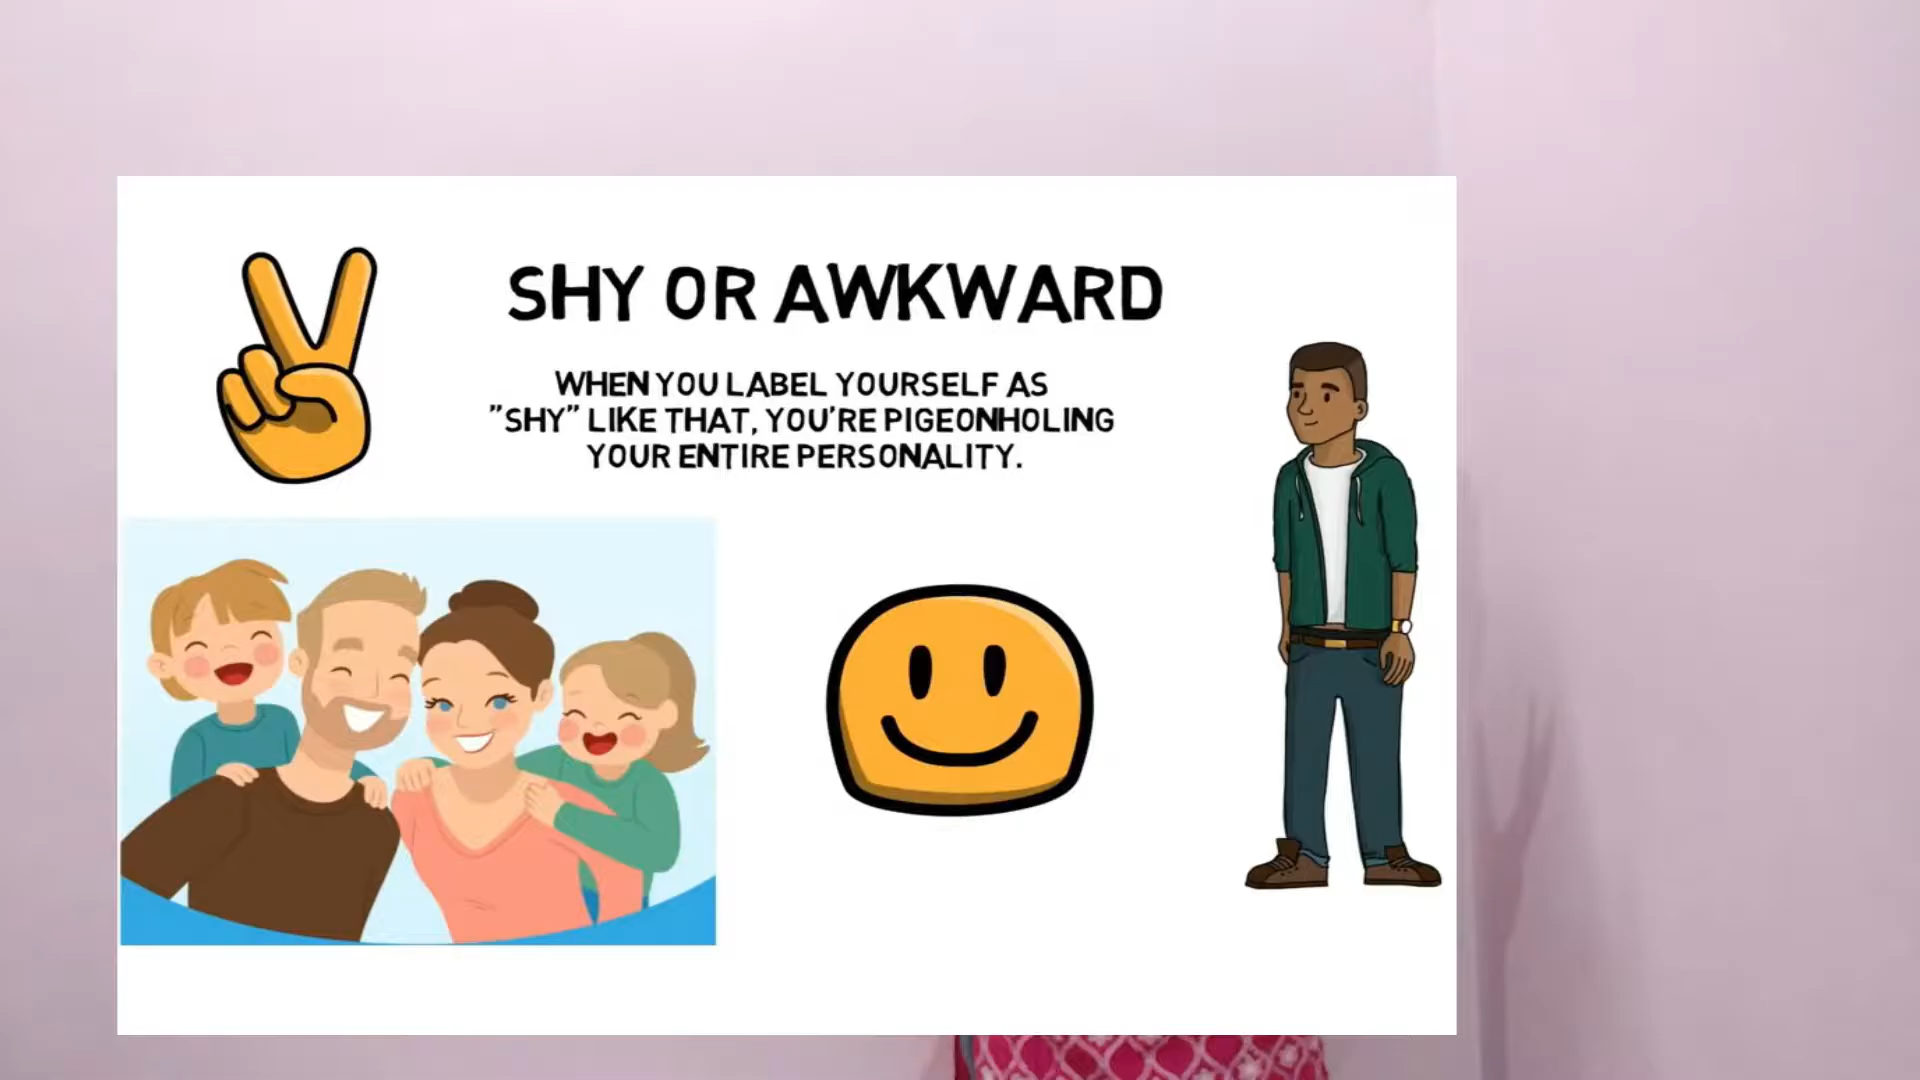 SHY OR AWKWARD
WHEN YOU LABEL YOURSELF AS
"SHY" LIKE THAT, YOU'RE PIGEONHOLING
YOUR ENTIRE PERSONALITY.